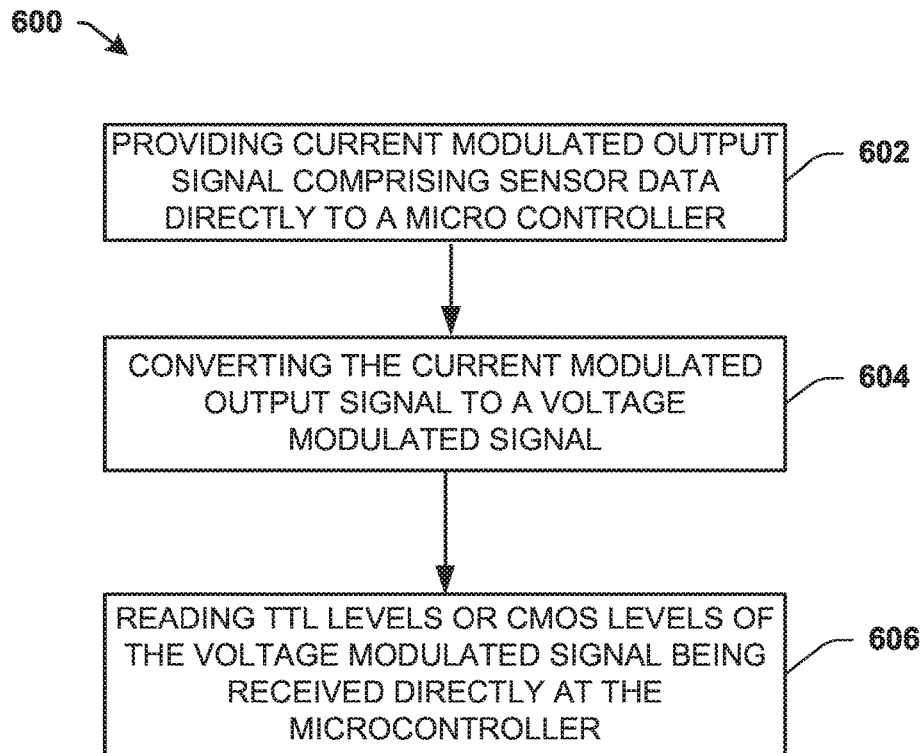 600
PROVIDING CURRENT MODULATED OUTPUT
SIGNAL COMPRISING SENSOR DATA
DIRECTLY TO A MICRO CONTROLLER
602
CONVERTING THE CURRENT MODULATED
OUTPUT SIGNAL TO A VOLTAGE
MODULATED SIGNAL
604
READING TTL LEVELS OR CMOS LEVELS OF
THE VOLTAGE MODULATED SIGNAL BEING
RECEIVED DIRECTLY AT THE
MICROCONTROLLER
606